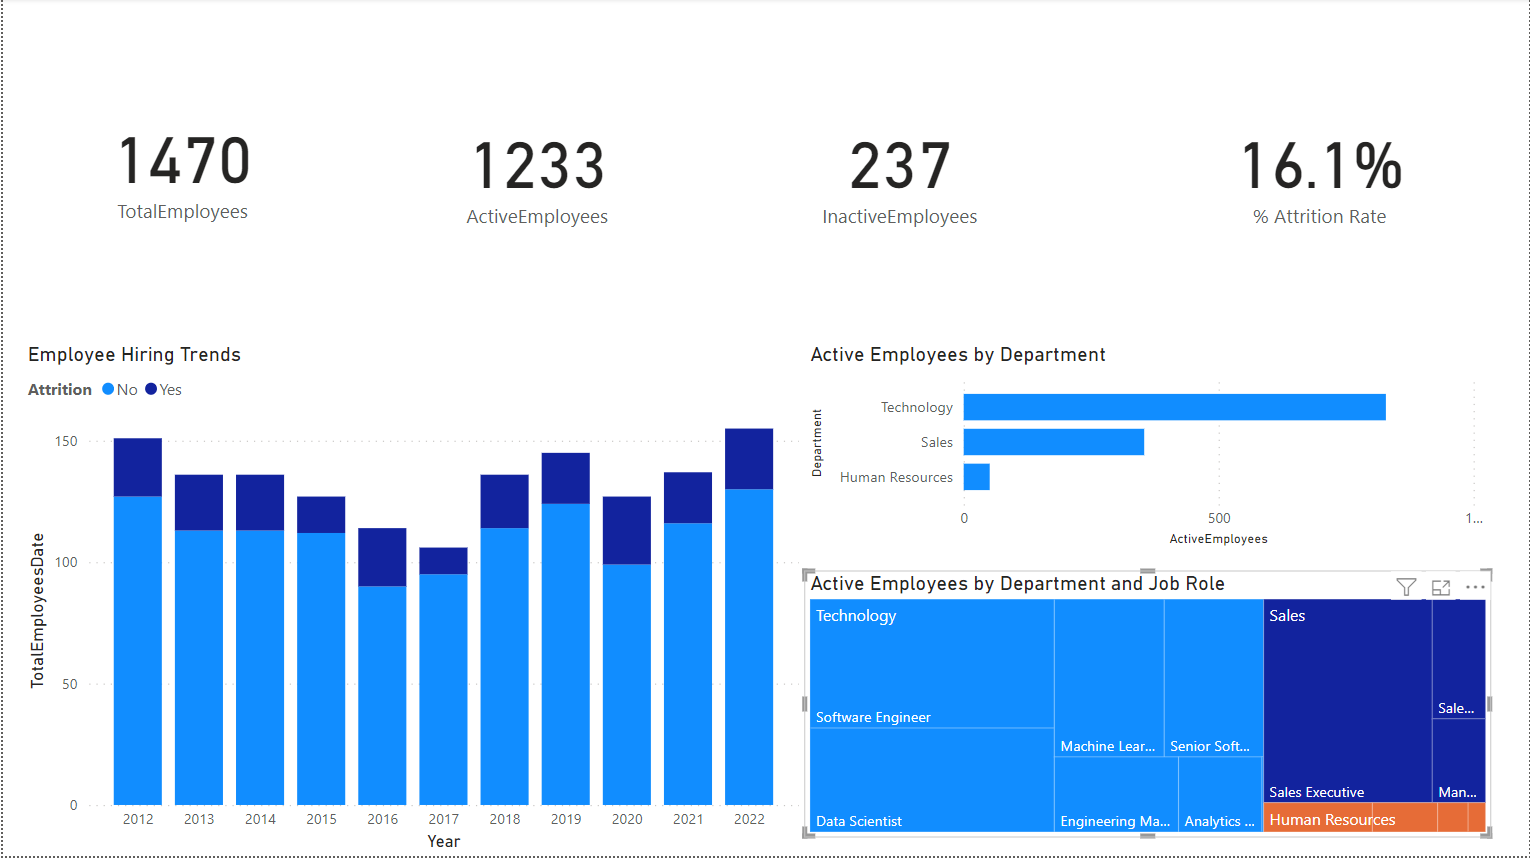 1470
TotalEmployees
1233
ActiveEmployees
237
InactiveEmployees
16.1%
% Attrition Rate
Employee Hiring Trends
Attrition No Yes
150
100
50
0
TotalEmployeesDate
2012 2013 2014 2015 2016 2017 2018 2019 2020 2021 2022
Year
Active Employees by Department
Department
Technology
Sales
Human Resources
0 500 1...
ActiveEmployees
Active Employees by Department and Job Role
Technology
Software Engineer
Data Scientist
Machine Lear...
Senior Soft...
Engineering Ma...
Analytics ...
Sales
Sales Executive
Sale...
Man...
Human Resources